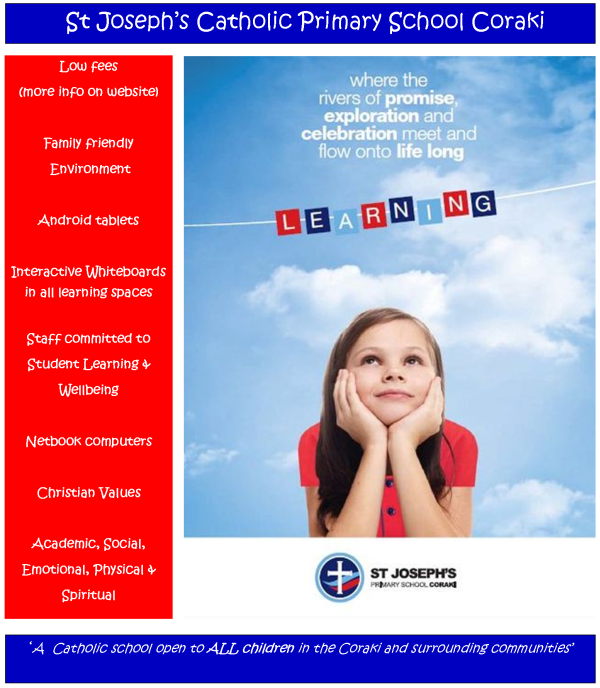 St Joseph's Catholic Primary School Coraki
Low fees
(more info on website)
Family friendly
Environment
Android tablets
Interactive Whiteboards
in all learning spaces
Staff committed to
Student Learning &
Wellbeing
Netbook computers
Christian Values
Academic, Social,
Emotional, Physical &
Spiritual
where the
rivers of promise,
exploration and
celebration meet and
flow onto life long
LEARNING
ST JOSEPH'S
PRIMARY SCHOOL CORAKI
'A Catholic school open to ALL children in the Coraki and surrounding communities'